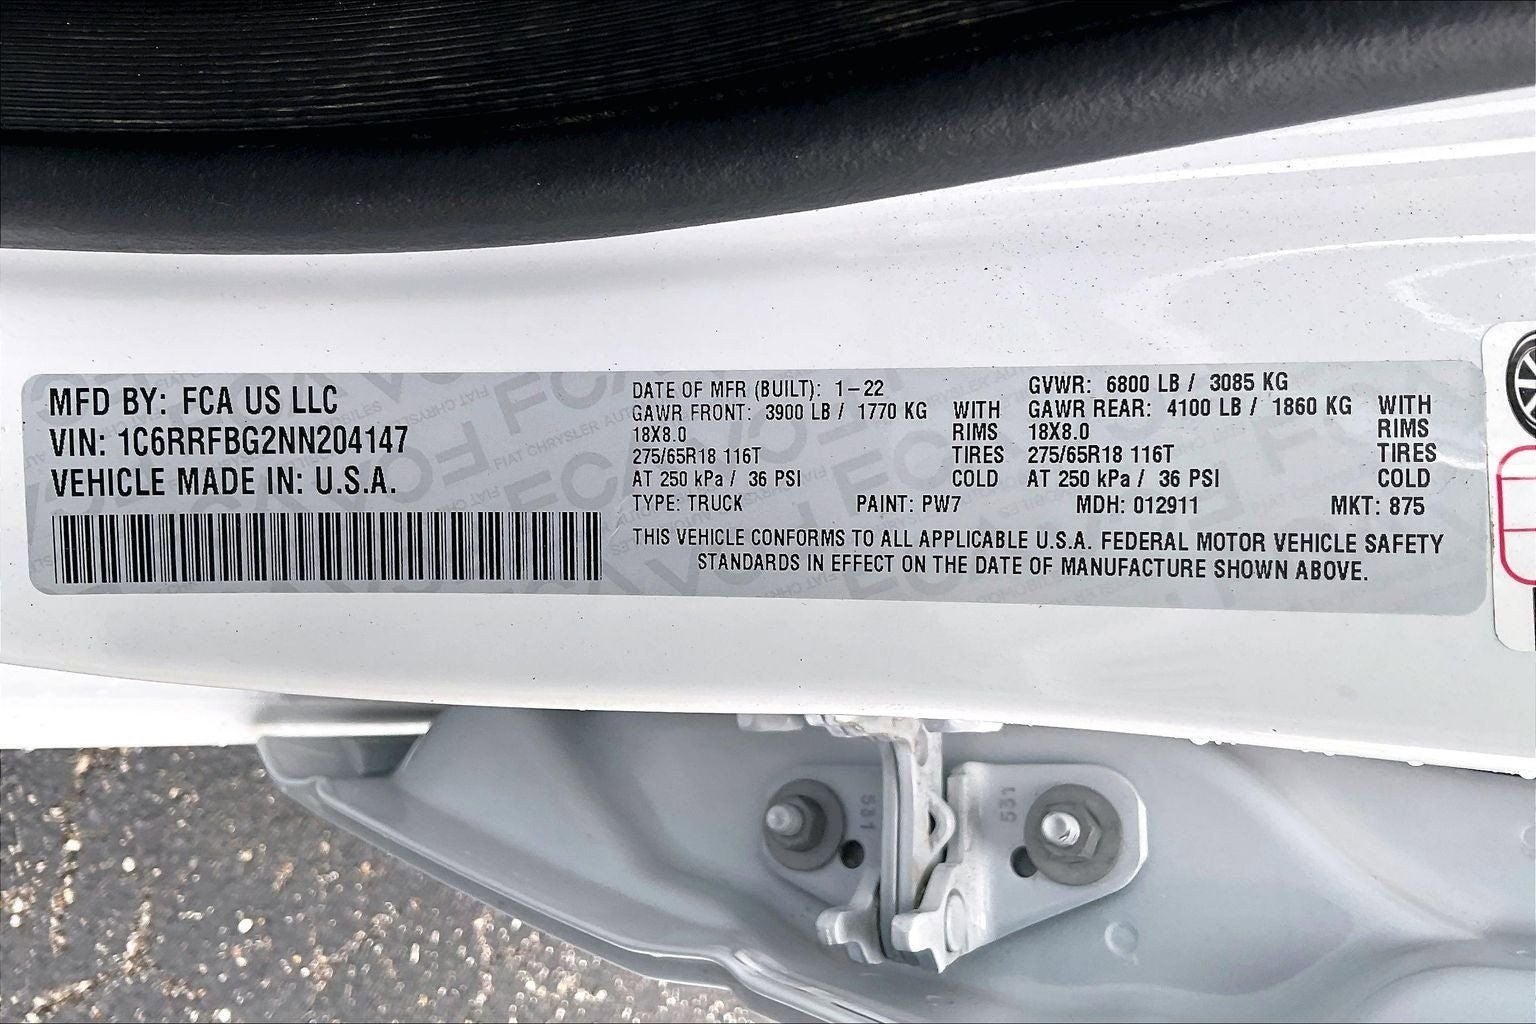 MFD BY: FCA US LLC
VIN: 1C6RRFBG2NN204147
VEHICLE MADE IN: U.S.A.
DATE OF MFR (BUILT): 1-22 GVWR: 6800 LB / 3085 KG
GAWR FRONT: 3900 LB / 1770 KG WITH GAWR REAR: 4100 LB / 1860 KG WITH
18X8.0 RIMS 18X8.0 RIMS
275/65R18 116T TIRES 275/65R18 116T TIRES
AT 250 kPa / 36 PSI COLD AT 250 kPa / 36 PSI COLD
TYPE: TRUCK PAINT: PW7 MDH: 012911 MKT: 875
THIS VEHICLE CONFORMS TO ALL APPLICABLE U.S.A. FEDERAL MOTOR VEHICLE SAFETY
STANDARDS IN EFFECT ON THE DATE OF MANUFACTURE SHOWN ABOVE.
531
531